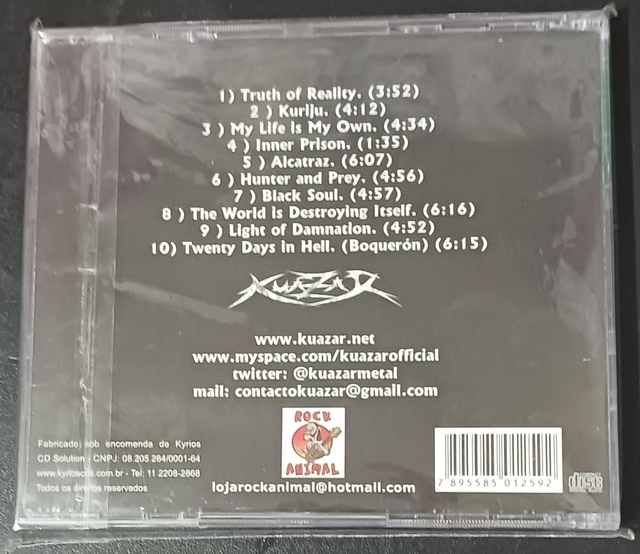 1) Truth of Reality. (3:52)
2 ) Kuriju. (4:12)
3 ) My Life is My Own. (4:34)
4 ) Inner Prison. (1:35)
5 ) Alcatraz. (6:07)
6 ) Hunter and Prey. (4:56)
7 ) Black Soul. (4:57)
8 ) The World is Destroying Itself. (6:16)
9 ) Light of Damnation. (4:52)
10) Twenty Days in Hell. (Boquerón) (6:15)
KUAZAR
www.kuazar.net
www.myspace.com/kuazarofficial
twitter: @kuazarmetal
mail: contactokuazar@gmail.com
ROCK
ANIMAL
lojarockanimal@hotmail.com
Fabricado sob encomenda de Kyrios
CD Solution - CNPJ: 08.205.284/0001-64
www.kyrioscds.com.br - Tel: 11 2208-2868
Todos os direitos reservados
7 895585 012592